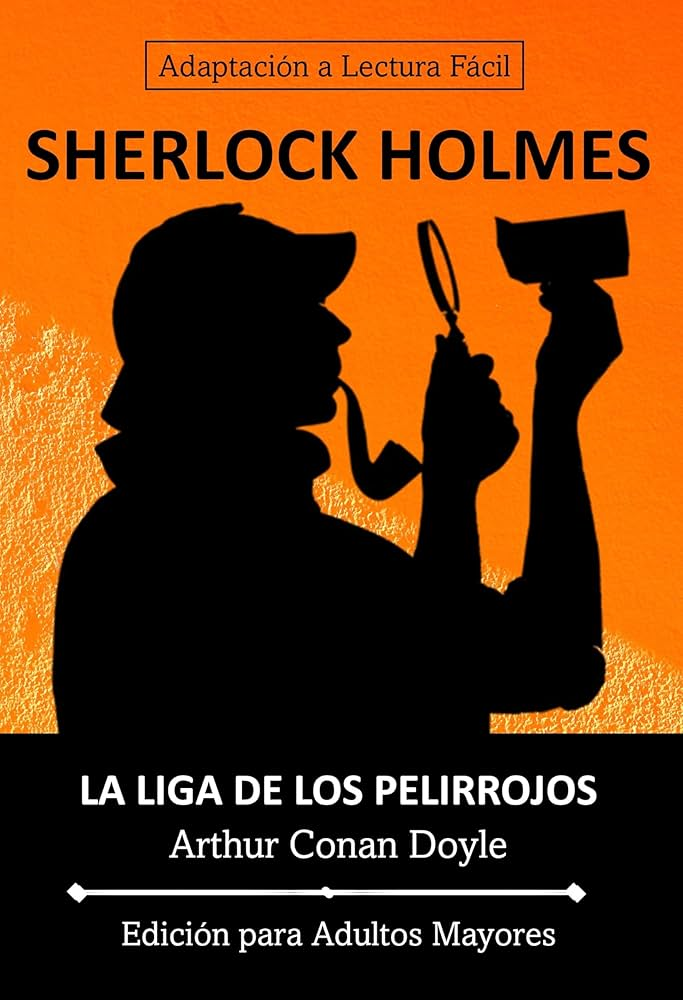 Adaptación a Lectura Fácil
SHERLOCK HOLMES
LA LIGA DE LOS PELIRROJOS
Arthur Conan Doyle
Edición para Adultos Mayores